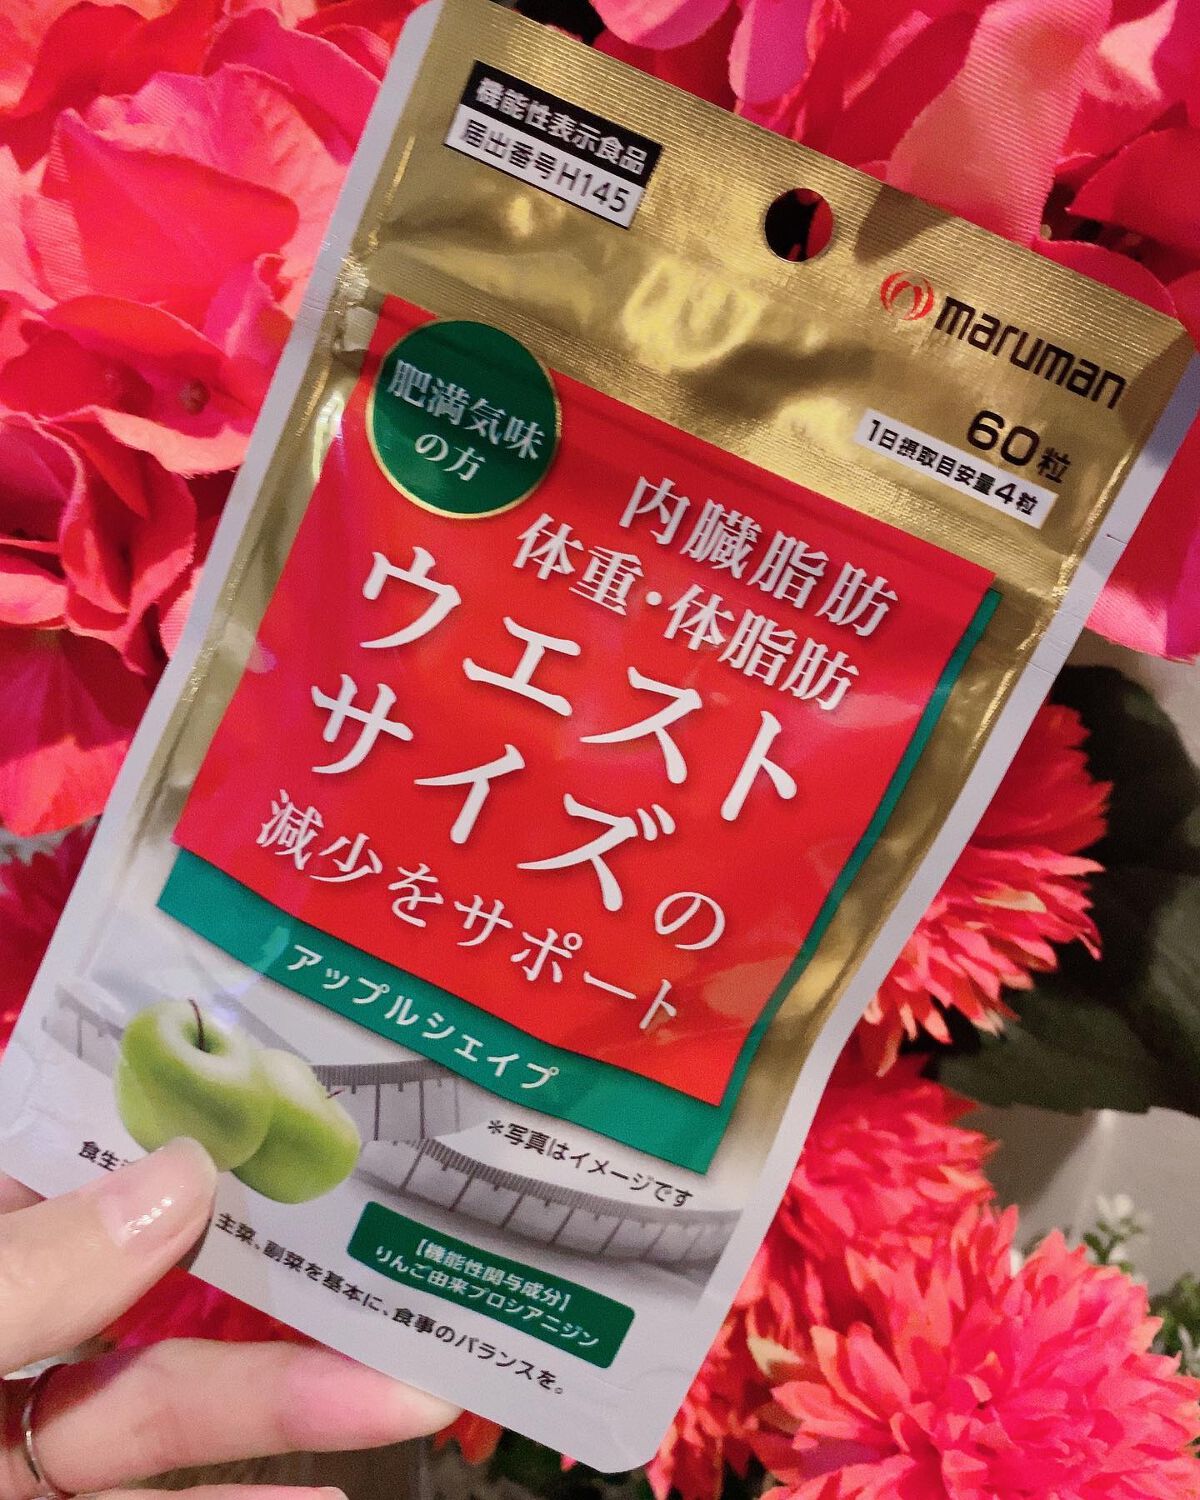 機能性表示食品
届出番号H145
maruman
60粒
1日摂取目安量4粒
肥満気味
の方
内臓脂肪
体重・体脂肪
ウエスト
サイズの
減少をサポート
アップルシェイプ
*写真はイメージです
【機能性関与成分】
りんご由来プロシアニジン
食生 主菜、副菜を基本に、食事のバランスを。